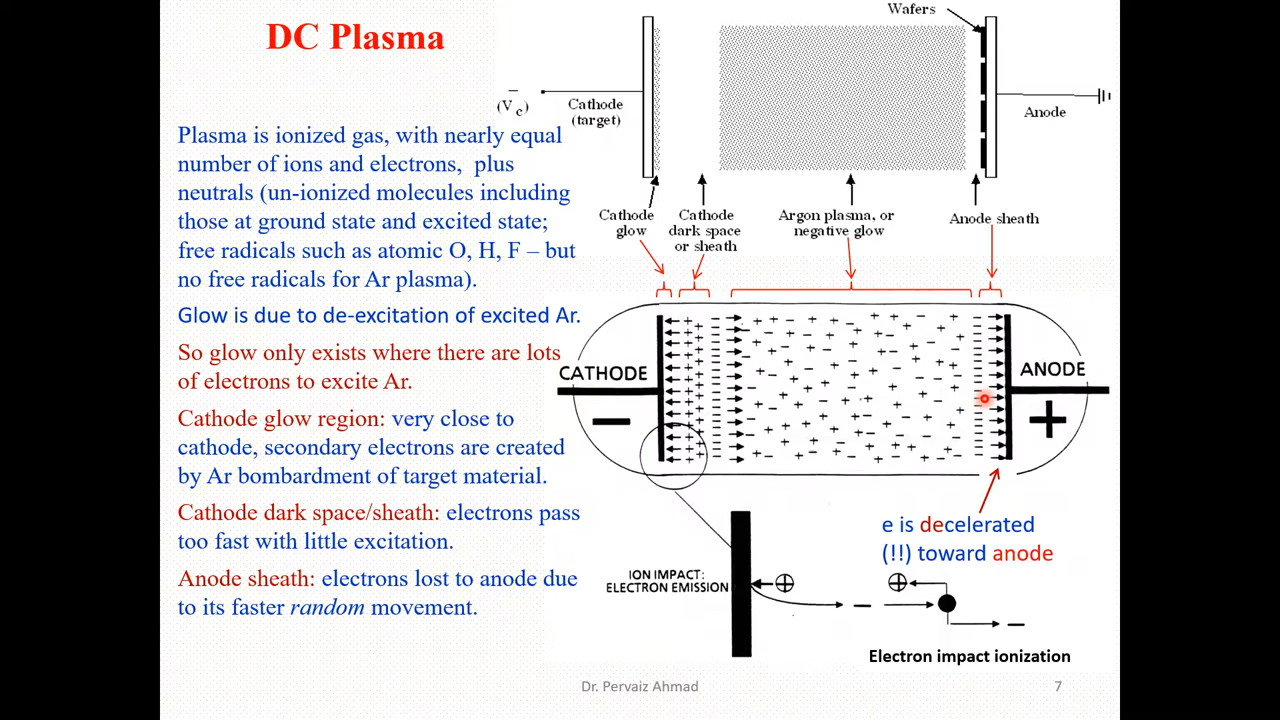 DC Plasma
Plasma is ionized gas, with nearly equal
number of ions and electrons, plus
neutrals (un-ionized molecules including
those at ground state and excited state;
free radicals such as atomic O, H, F – but
no free radicals for Ar plasma).
Glow is due to de-excitation of excited Ar.
So glow only exists where there are lots
of electrons to excite Ar.
Cathode glow region: very close to
cathode, secondary electrons are created
by Ar bombardment of target material.
Cathode dark space/sheath: electrons pass
too fast with little excitation.
Anode sheath: electrons lost to anode due
to its faster random movement.
Wafers
(V̄c)
Cathode
(target)
Anode
Cathode
glow
Cathode
dark space
or sheath
Argon plasma, or
negative glow
Anode sheath
CATHODE
−
ANODE
+
e is decelerated
(!!) toward anode
ION IMPACT:
ELECTRON EMISSION
Electron impact ionization
Dr. Pervaiz Ahmad
7